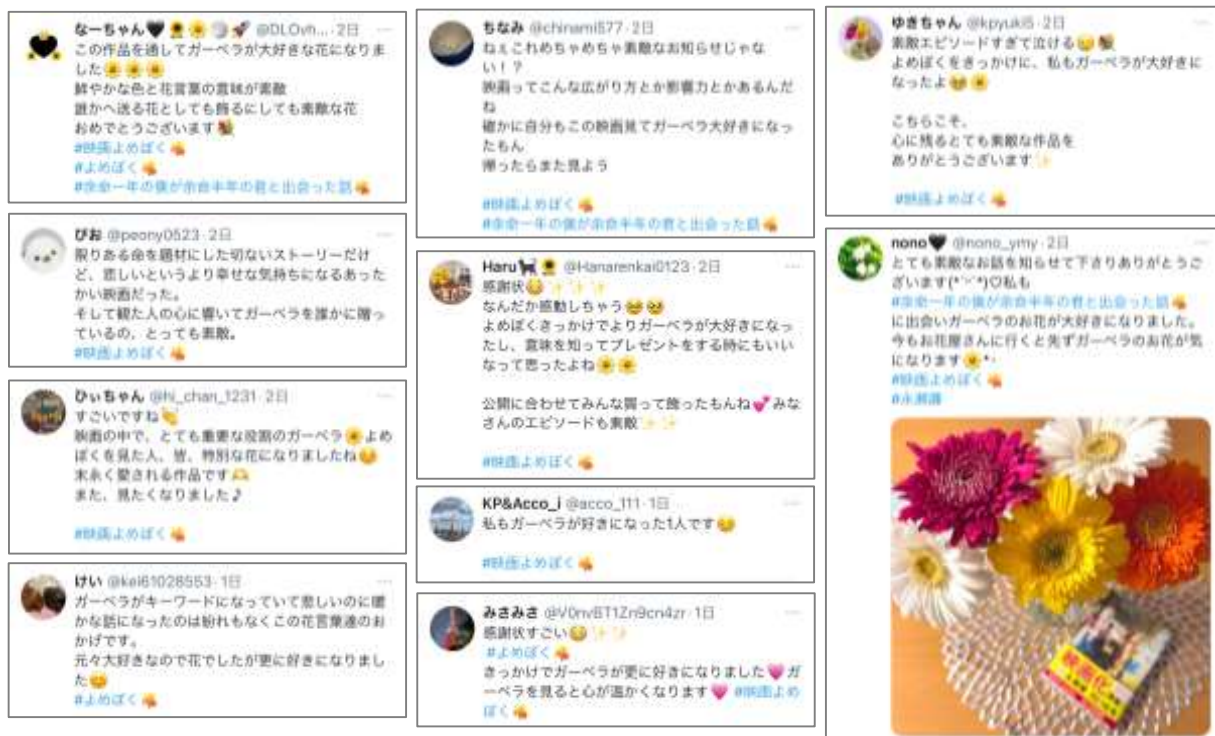 なーちゃん🖤🌻🌼🌕🚀 @DLOvh... · 2日
この作品を通してガーベラが大好きな花になりま
した🌼🌼🌼
鮮やかな色と花言葉の意味が素敵
誰かへ送る花としても飾るにしても素敵な花
おめでとうございます💐
#映画よめぼく
#よめぼく
#余命一年の僕が余命半年の君と出会った話
ぴお @peony0523 · 2日
限りある命を題材にした切ないストーリーだけ
ど、悲しいというより幸せな気持ちになるあった
かい映画だった。
そして観た人の心に響いてガーベラを誰かに贈っ
ているの、とっても素敵。
#映画よめぼく
ひぃちゃん @hi_chan_1231 · 2日
すごいですね👏
映画の中で、とても重要な役割のガーベラ🌼よめ
ぼくを見た人、皆、特別な花になりましたね😊
末永く愛される作品です🫶
また、見たくなりました♪
#映画よめぼく
けい @kei61028553 · 1日
ガーベラがキーワードになっていて悲しいのに暖
かな話になったのは紛れもなくこの花言葉達のお
かげです。
元々大好きなので花でしたが更に好きになりまし
た😊
#よめぼく
ちなみ @chinami577 · 2日
ねぇこれめちゃめちゃ素敵なお知らせじゃな
い！？
映画ってこんな広がり方とか影響力とかあるんだ
ね
確かに自分もこの映画見てガーベラ大好きになっ
たもん
帰ったらまた見よう
#映画よめぼく
#余命一年の僕が余命半年の君と出会った話
Haru🐈‍⬛🌻 @Hanarenkai0123 · 2日
感謝状🥹✨✨✨
なんだか感動しちゃう🥹🥹
よめぼくきっかけでよりガーベラが大好きになっ
たし、意味を知ってプレゼントをする時にもいい
なって思ったよね🌼🌼
公開に合わせてみんな買って飾ったもんね💕みな
さんのエピソードも素敵✨✨
#映画よめぼく
KP&Acco_i @acco_111 · 1日
私もガーベラが好きになった1人です😊
#映画よめぼく
みさみさ @V0nv8T1Zn9cn4zr · 1日
感謝状すごい🥹✨✨
#よめぼく
きっかけでガーベラが更に好きになりました💗ガ
ーベラを見ると心が温かくなります💗 #映画よめ
ぼく
ゆきちゃん @kpyuki5 · 2日
素敵エピソードすぎて泣ける🥹💐
よめぼくをきっかけに、私もガーベラが大好きに
なったよ🥹🌼
こちらこそ、
心に残るとても素敵な作品を
ありがとうございます✨
#映画よめぼく
nono🖤 @nono_ymy · 2日
とても素敵なお話を知らせて下さりありがとうご
ざいます(*ˊᵕˋ*)♡私も
#余命一年の僕が余命半年の君と出会った話
に出会いガーベラのお花が大好きになりました。
今もお花屋さんに行くと先ずガーベラのお花が気
になります🌼*･
#映画よめぼく
#永瀬廉
映画化